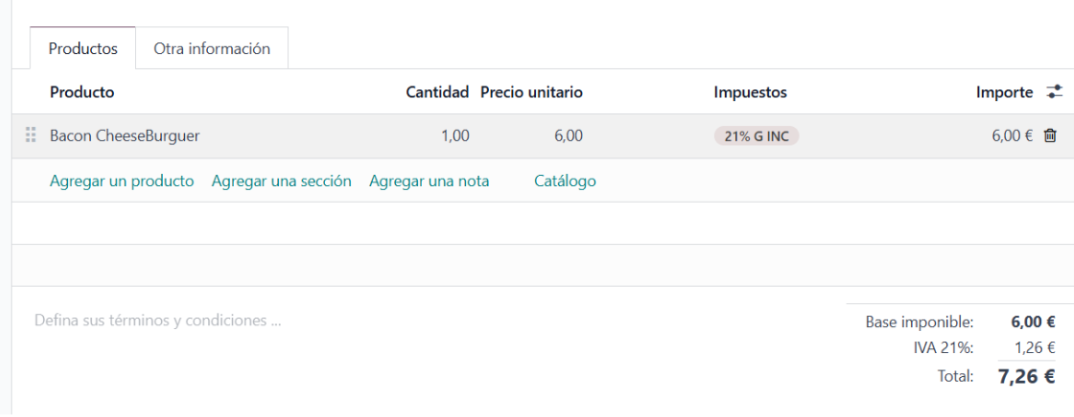 Productos Otra información
Producto Cantidad Precio unitario Impuestos Importe
Bacon CheeseBurguer 1,00 6,00 21% G INC 6,00 €
Agregar un producto Agregar una sección Agregar una nota Catálogo
Defina sus términos y condiciones ...
Base imponible: 6,00 €
IVA 21%: 1,26 €
Total: 7,26 €